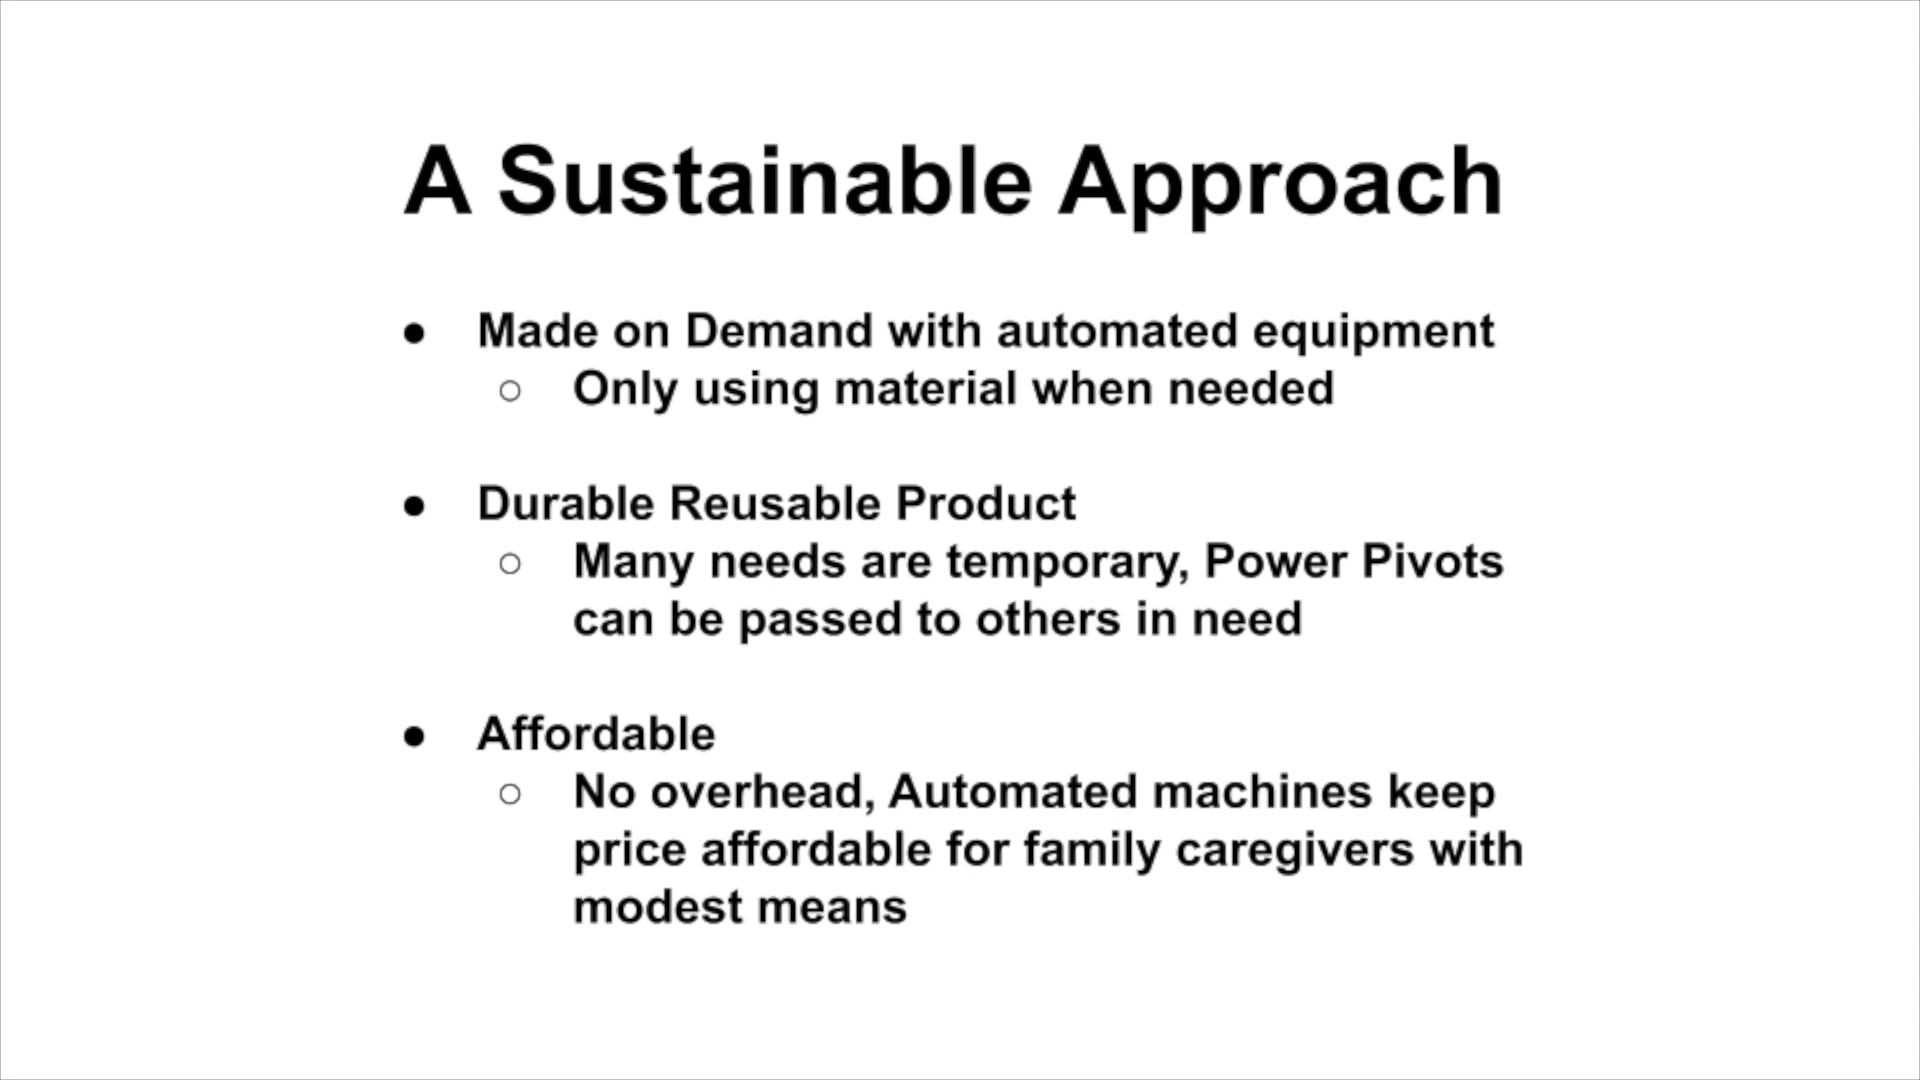 A Sustainable Approach
● Made on Demand with automated equipment
○ Only using material when needed
● Durable Reusable Product
○ Many needs are temporary, Power Pivots
can be passed to others in need
● Affordable
○ No overhead, Automated machines keep
price affordable for family caregivers with
modest means